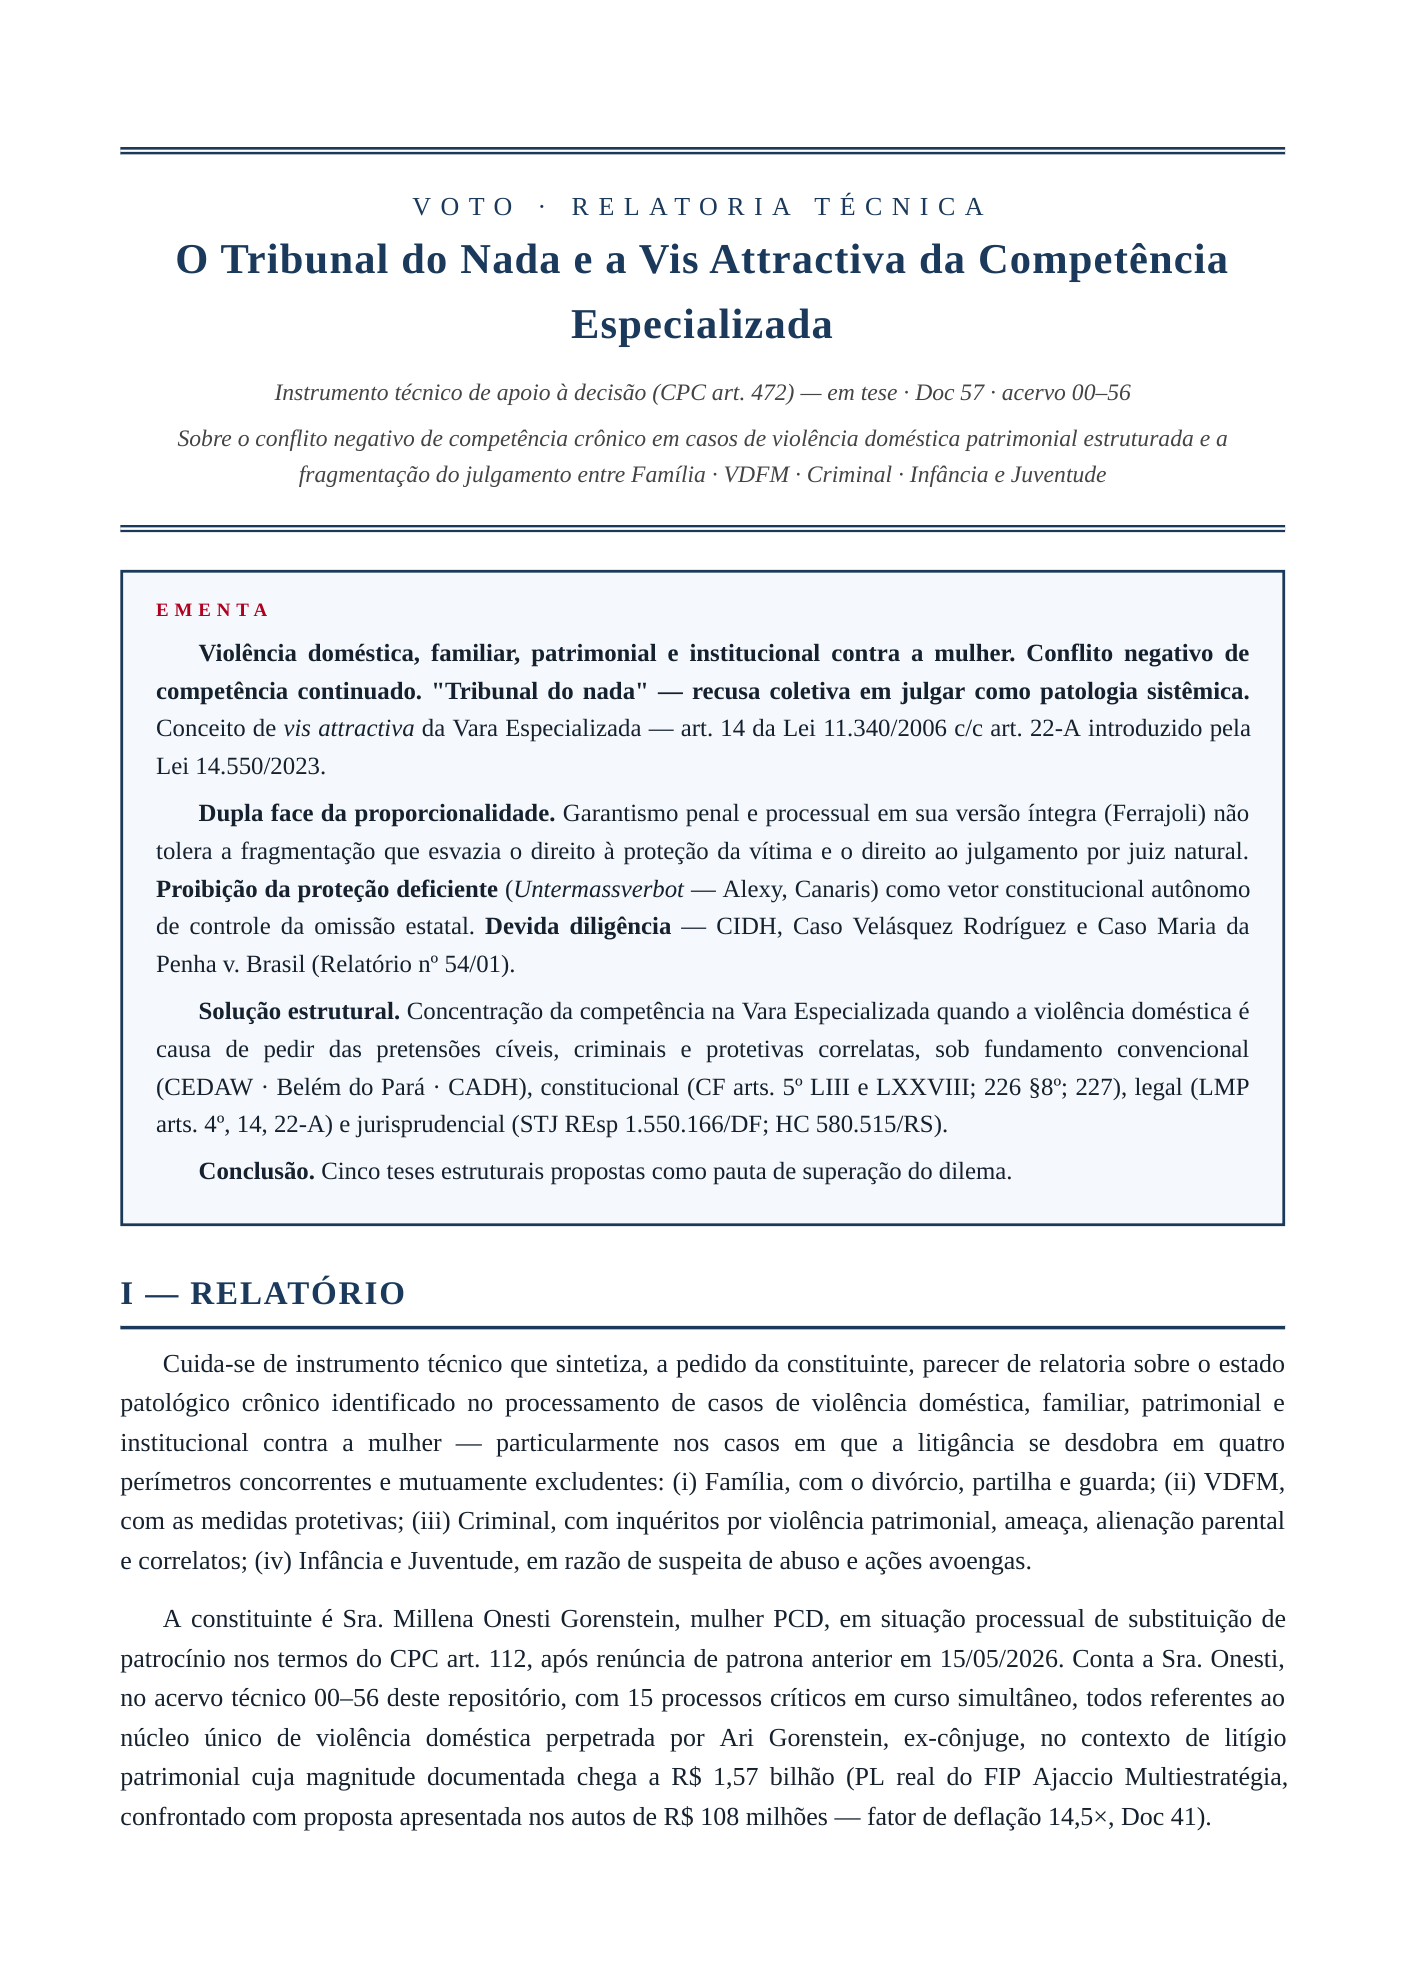 VOTO · RELATORIA TÉCNICA
O Tribunal do Nada e a Vis Attractiva da Competência
Especializada
Instrumento técnico de apoio à decisão (CPC art. 472) — em tese · Doc 57 · acervo 00–56
Sobre o conflito negativo de competência crônico em casos de violência doméstica patrimonial estruturada e a
fragmentação do julgamento entre Família · VDFM · Criminal · Infância e Juventude
EMENTA
Violência doméstica, familiar, patrimonial e institucional contra a mulher. Conflito negativo de
competência continuado. "Tribunal do nada" — recusa coletiva em julgar como patologia sistêmica.
Conceito de vis attractiva da Vara Especializada — art. 14 da Lei 11.340/2006 c/c art. 22-A introduzido pela
Lei 14.550/2023.
Dupla face da proporcionalidade. Garantismo penal e processual em sua versão íntegra (Ferrajoli) não
tolera a fragmentação que esvazia o direito à proteção da vítima e o direito ao julgamento por juiz natural.
Proibição da proteção deficiente (Untermassverbot — Alexy, Canaris) como vetor constitucional autônomo
de controle da omissão estatal. Devida diligência — CIDH, Caso Velásquez Rodríguez e Caso Maria da
Penha v. Brasil (Relatório nº 54/01).
Solução estrutural. Concentração da competência na Vara Especializada quando a violência doméstica é
causa de pedir das pretensões cíveis, criminais e protetivas correlatas, sob fundamento convencional
(CEDAW · Belém do Pará · CADH), constitucional (CF arts. 5º LIII e LXXVIII; 226 §8º; 227), legal (LMP
arts. 4º, 14, 22-A) e jurisprudencial (STJ REsp 1.550.166/DF; HC 580.515/RS).
Conclusão. Cinco teses estruturais propostas como pauta de superação do dilema.
I — RELATÓRIO
Cuida-se de instrumento técnico que sintetiza, a pedido da constituinte, parecer de relatoria sobre o estado
patológico crônico identificado no processamento de casos de violência doméstica, familiar, patrimonial e
institucional contra a mulher — particularmente nos casos em que a litigância se desdobra em quatro
perímetros concorrentes e mutuamente excludentes: (i) Família, com o divórcio, partilha e guarda; (ii) VDFM,
com as medidas protetivas; (iii) Criminal, com inquéritos por violência patrimonial, ameaça, alienação parental
e correlatos; (iv) Infância e Juventude, em razão de suspeita de abuso e ações avoengas.
A constituinte é Sra. Millena Onesti Gorenstein, mulher PCD, em situação processual de substituição de
patrocínio nos termos do CPC art. 112, após renúncia de patrona anterior em 15/05/2026. Conta a Sra. Onesti,
no acervo técnico 00–56 deste repositório, com 15 processos críticos em curso simultâneo, todos referentes ao
núcleo único de violência doméstica perpetrada por Ari Gorenstein, ex-cônjuge, no contexto de litígio
patrimonial cuja magnitude documentada chega a R$ 1,57 bilhão (PL real do FIP Ajaccio Multiestratégia,
confrontado com proposta apresentada nos autos de R$ 108 milhões — fator de deflação 14,5×, Doc 41).